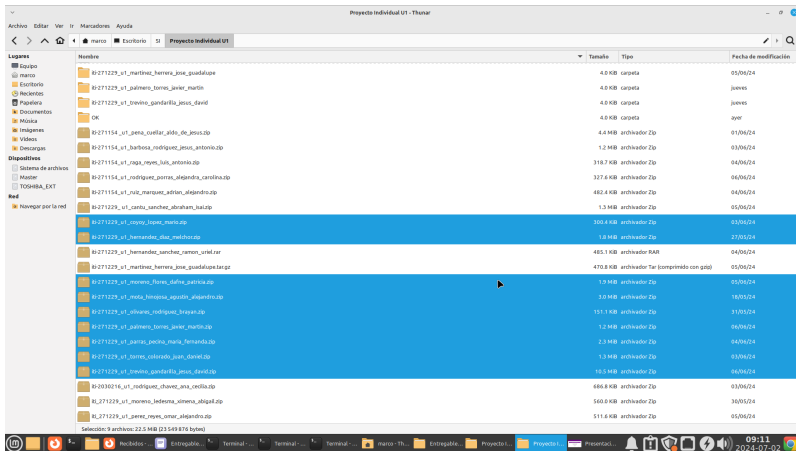 Proyecto Individual U1 - Thunar
Archivo Editar Ver Ir Marcadores Ayuda
marco Escritorio SI Proyecto Individual U1
Lugares
Equipo
marco
Escritorio
Recientes
Papelera
Documentos
Música
Imágenes
Vídeos
Descargas
Dispositivos
Sistema de archivos
Master
TOSHIBA_EXT
Red
Navegar por la red
Nombre Tamaño Tipo Fecha de modificación
iti-271229_u1_martinez_herrera_jose_guadalupe 4.0 KiB carpeta 05/06/24
iti-271229_u1_palmero_torres_javier_martin 4.0 KiB carpeta jueves
iti-271229_u1_trevino_gandarilla_jesus_david 4.0 KiB carpeta jueves
OK 4.0 KiB carpeta ayer
iti-271154_u1_pena_cuellar_aldo_de_jesus.zip 4.4 MiB archivador Zip 01/06/24
iti-271154_u1_barbosa_rodriguez_jesus_antonio.zip 1.2 MiB archivador Zip 03/06/24
iti-271154_u1_raga_reyes_luis_antonio.zip 318.7 KiB archivador Zip 04/06/24
iti-271154_u1_rodriguez_porras_alejandra_carolina.zip 327.6 KiB archivador Zip 06/06/24
iti-271154_u1_ruiz_marquez_adrian_alejandro.zip 482.4 KiB archivador Zip 04/06/24
iti-271229_ u1_cantu_sanchez_abraham_isai.zip 1.3 MiB archivador Zip 05/06/24
iti-271229_u1_coyoy_lopez_mario.zip 300.4 KiB archivador Zip 03/06/24
iti-271229_u1_hernandez_diaz_melchor.zip 1.8 MiB archivador Zip 27/05/24
iti-271229_u1_hernandez_sanchez_ramon_uriel.rar 485.1 KiB archivador RAR 04/06/24
iti-271229_u1_martinez_herrera_jose_guadalupe.tar.gz 470.8 KiB archivador Tar (comprimido con gzip) 05/06/24
iti-271229_u1_moreno_flores_dafne_patricia.zip 1.9 MiB archivador Zip 05/06/24
iti-271229_u1_mota_hinojosa_agustin_alejandro.zip 3.0 MiB archivador Zip 18/05/24
iti-271229_u1_olivares_rodriguez_brayan.zip 151.1 KiB archivador Zip 31/05/24
iti-271229_u1_palmero_torres_javier_martin.zip 1.2 MiB archivador Zip 06/06/24
iti-271229_u1_parras_pecina_maria_fernanda.zip 2.3 MiB archivador Zip 04/06/24
iti-271229_u1_torres_colorado_juan_daniel.zip 1.3 MiB archivador Zip 03/06/24
iti-271229_u1_trevino_gandarilla_jesus_david.zip 10.5 MiB archivador Zip 06/06/24
iti-2030216_u1_rodriguez_chavez_ana_cecilia.zip 686.8 KiB archivador Zip 03/06/24
iti_271229_u1_moreno_ledesma_ximena_abigail.zip 560.0 KiB archivador Zip 30/05/24
iti_271229_u1_perez_reyes_omar_alejandro.zip 511.6 KiB archivador Zip 05/06/24
Selección: 9 archivos: 22.5 MiB (23 549 876 bytes)
Recibidos - ... Entregable... Terminal - ... Terminal - ... Terminal - ... marco - Th... Entregable... Proyecto I... Proyecto I... Presentaci... 09:11
2024-07-02